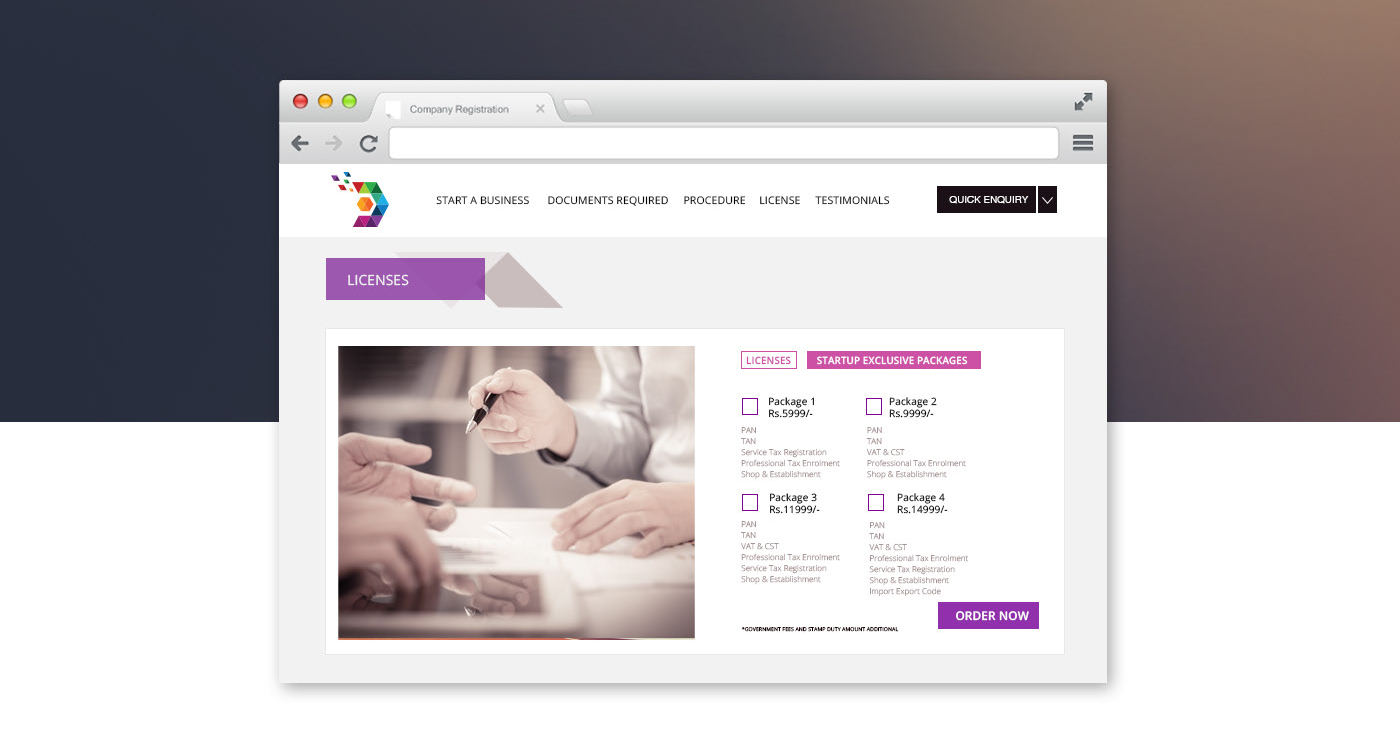 Company Registration
START A BUSINESS DOCUMENTS REQUIRED PROCEDURE LICENSE TESTIMONIALS QUICK ENQUIRY
LICENSES
LICENSES STARTUP EXCLUSIVE PACKAGES
Package 1
Rs.5999/-
PAN
TAN
Service Tax Registration
Professional Tax Enrolment
Shop & Establishment
Package 2
Rs.9999/-
PAN
TAN
VAT & CST
Professional Tax Enrolment
Shop & Establishment
Package 3
Rs.11999/-
PAN
TAN
VAT & CST
Professional Tax Enrolment
Service Tax Registration
Shop & Establishment
Package 4
Rs.14999/-
PAN
TAN
VAT & CST
Professional Tax Enrolment
Service Tax Registration
Shop & Establishment
Import Export Code
ORDER NOW
*GOVERNMENT FEES AND STAMP DUTY AMOUNT ADDITIONAL